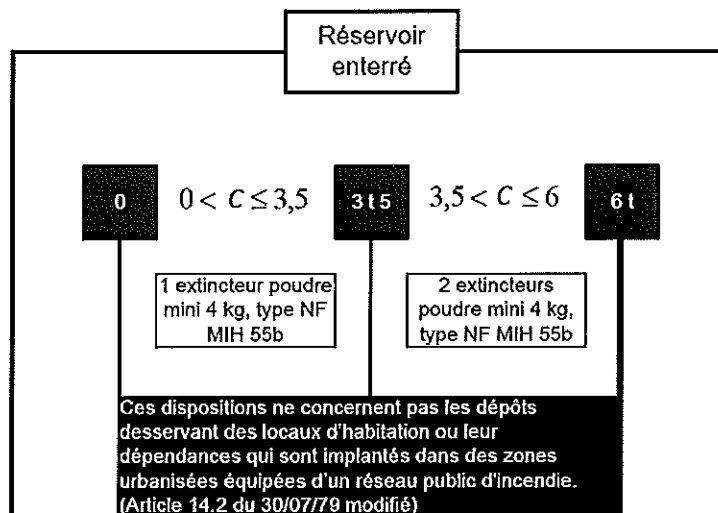 Réservoir
enterré
0
0 < C ≤ 3,5
3 t 5
3,5 < C ≤ 6
6 t
1 extincteur poudre
mini 4 kg, type NF
MIH 55b
2 extincteurs
poudre mini 4 kg,
type NF MIH 55b
Ces dispositions ne concernent pas les dépôts
desservant des locaux d'habitation ou leur
dépendances qui sont implantés dans des zones
urbanisées équipées d'un réseau public d'incendie.
(Article 14.2 du 30/07/79 modifié)